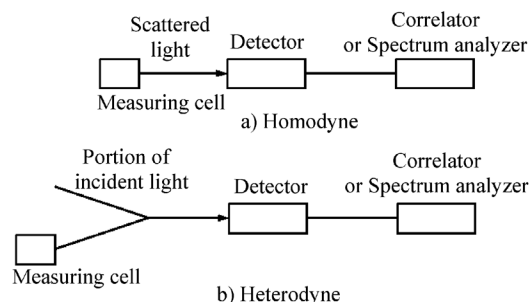 Scattered
light
Detector
Correlator
or Spectrum analyzer
Measuring cell
a) Homodyne
Portion of
incident light
Detector
Correlator
or Spectrum analyzer
Measuring cell
b) Heterodyne